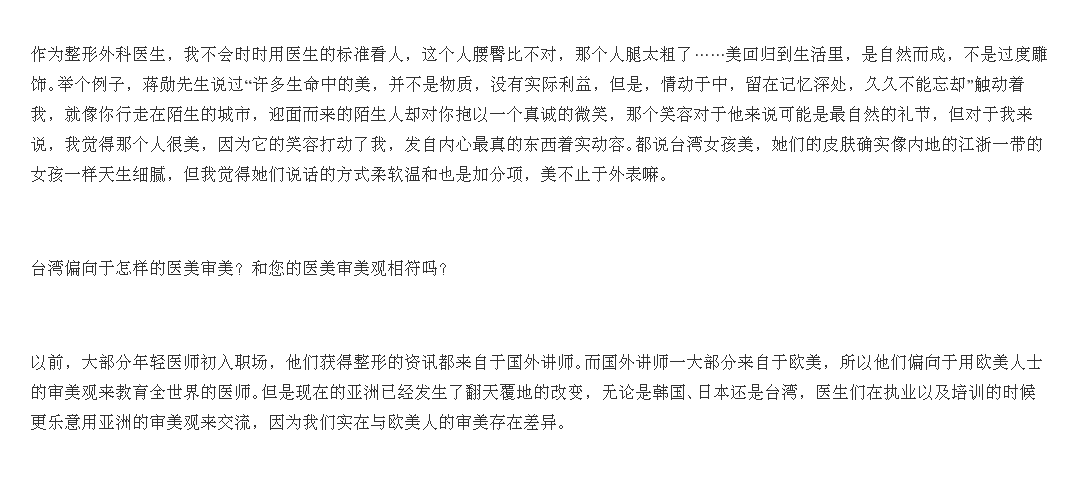 作为整形外科医生，我不会时时用医生的标准看人，这个人腰臀比不对，那个人腿太粗了……美回归到生活里，是自然而成，不是过度雕
饰。举个例子，蒋勋先生说过“许多生命中的美，并不是物质，没有实际利益，但是，情动于中，留在记忆深处，久久不能忘却”触动着
我，就像你行走在陌生的城市，迎面而来的陌生人却对你抱以一个真诚的微笑，那个笑容对于他来说可能是最自然的礼节，但对于我来
说，我觉得那个人很美，因为它的笑容打动了我，发自内心最真的东西着实动容。都说台湾女孩美，她们的皮肤确实像内地的江浙一带的
女孩一样天生细腻，但我觉得她们说话的方式柔软温和也是加分项，美不止于外表嘛。
台湾偏向于怎样的医美审美？和您的医美审美观相符吗？
以前，大部分年轻医师初入职场，他们获得整形的资讯都来自于国外讲师。而国外讲师一大部分来自于欧美，所以他们偏向于用欧美人士
的审美观来教育全世界的医师。但是现在的亚洲已经发生了翻天覆地的改变，无论是韩国、日本还是台湾，医生们在执业以及培训的时候
更乐意用亚洲的审美观来交流，因为我们实在与欧美人的审美存在差异。